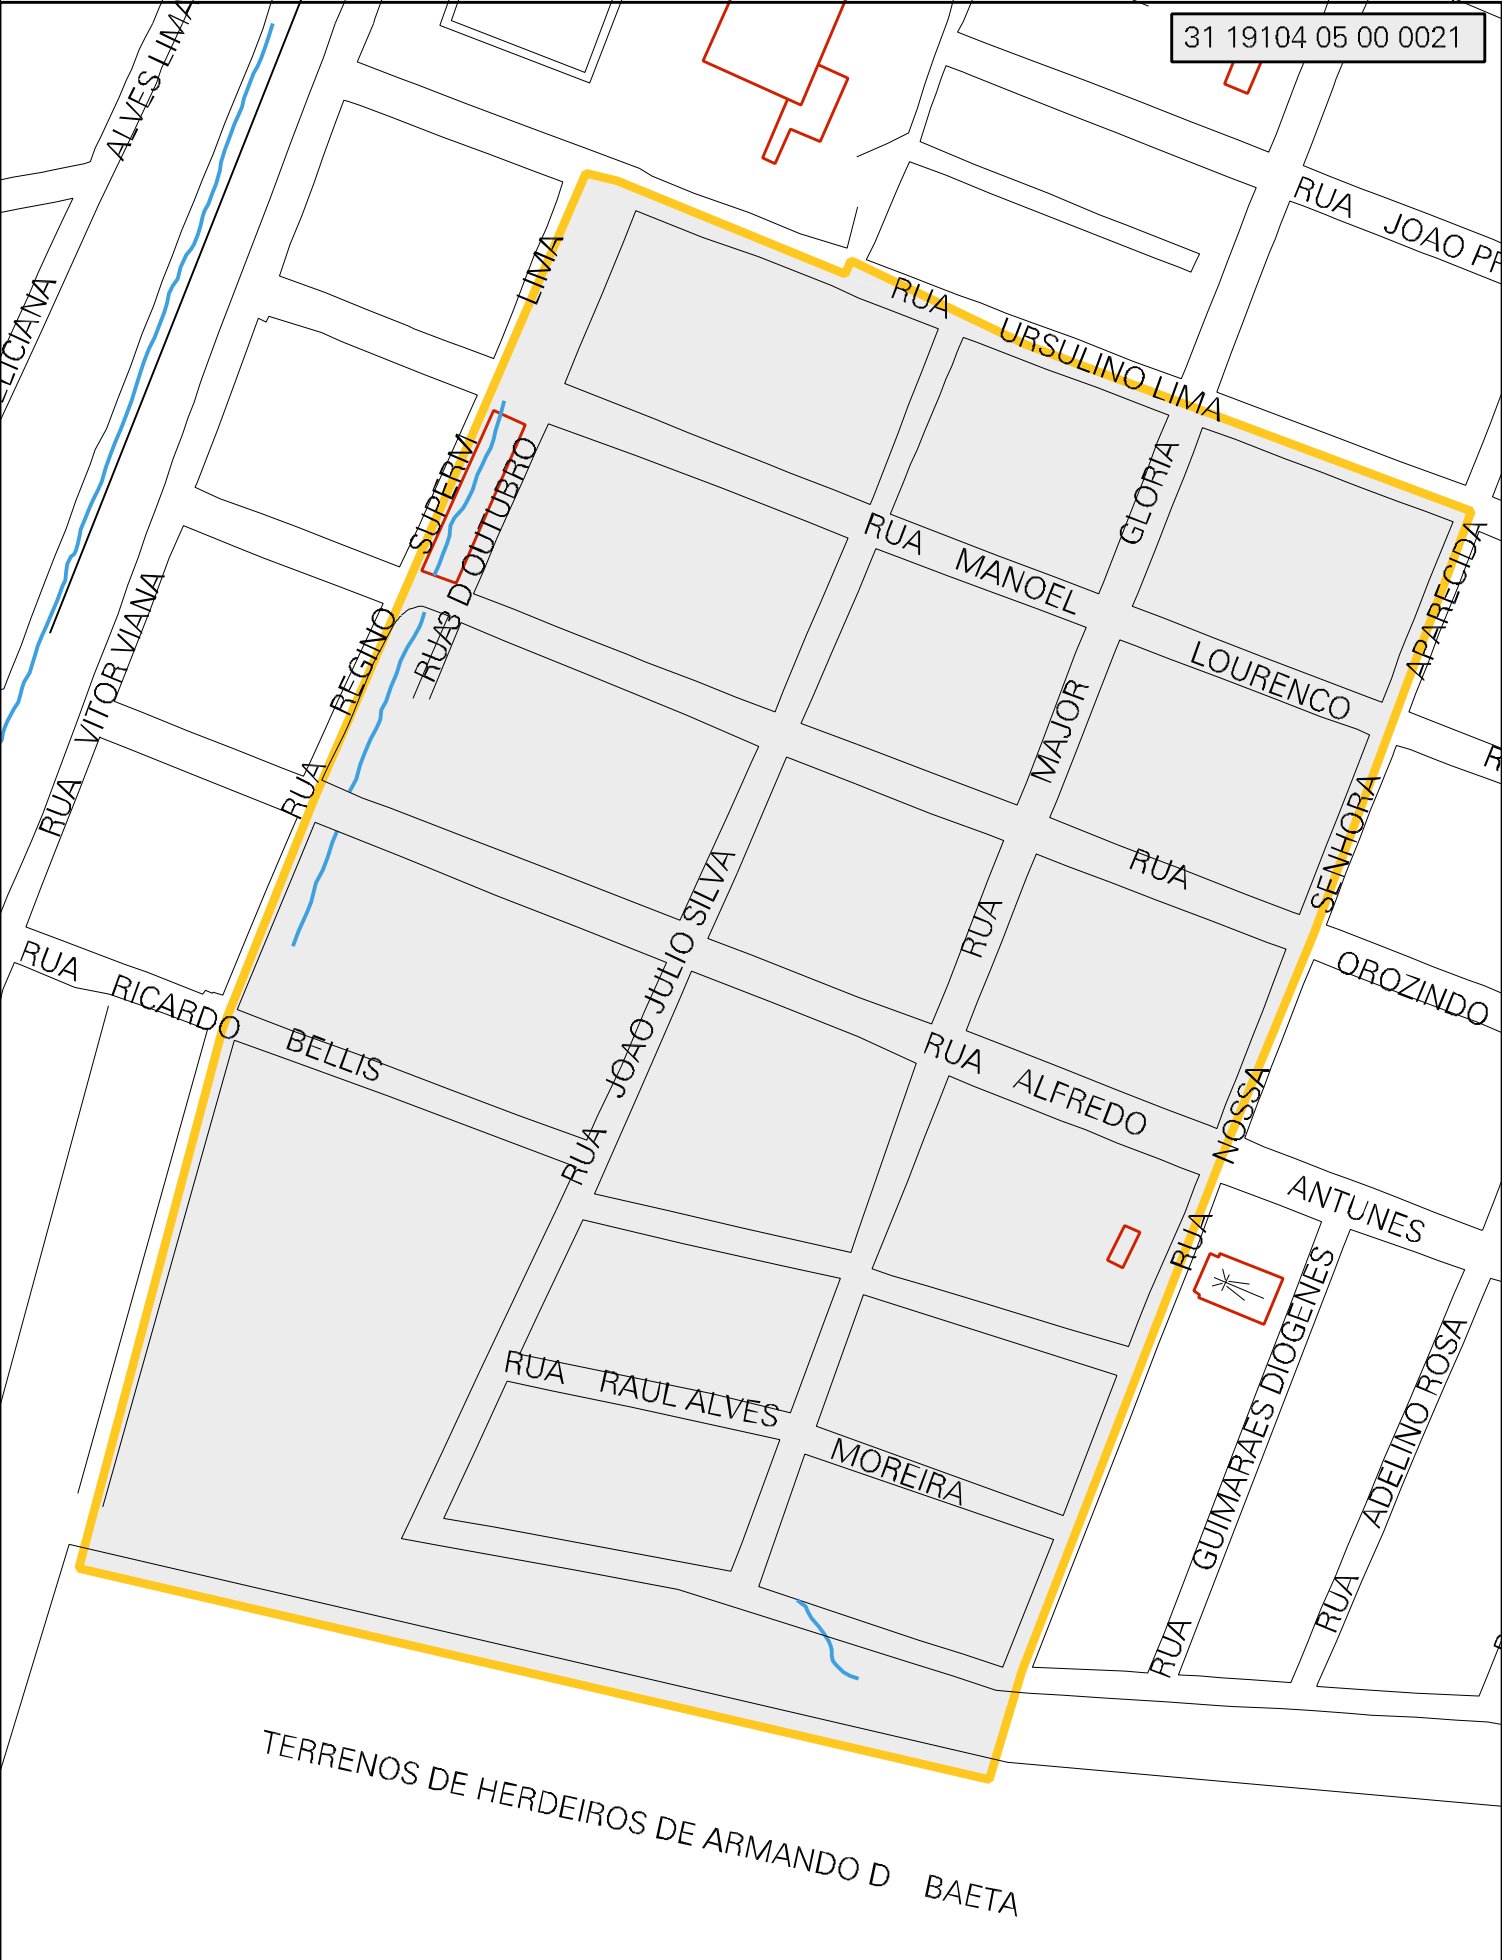 31 19104 05 00 0021
ALVES LIMA
RUA JOAO
LIMA
RUA URSULINO LIMA
SUPERM
RUA 3 D OUTUBRO
GLORIA
RUA MANOEL
APARECIDA
RUA VITOR VIANA
REGINO
RUA
LOURENCO
MAJOR
SENHORA
RUA
RUA
RUA JOAO JULIO SILVA
RUA RICARDO
BELLIS
OROZINDO
RUA ALFREDO
NOSSA
RUA
ANTUNES
RUA GUIMARAES DIOGENES
RUA ADELINO ROSA
RUA RAUL ALVES
MOREIRA
TERRENOS DE HERDEIROS DE ARMANDO D BAETA